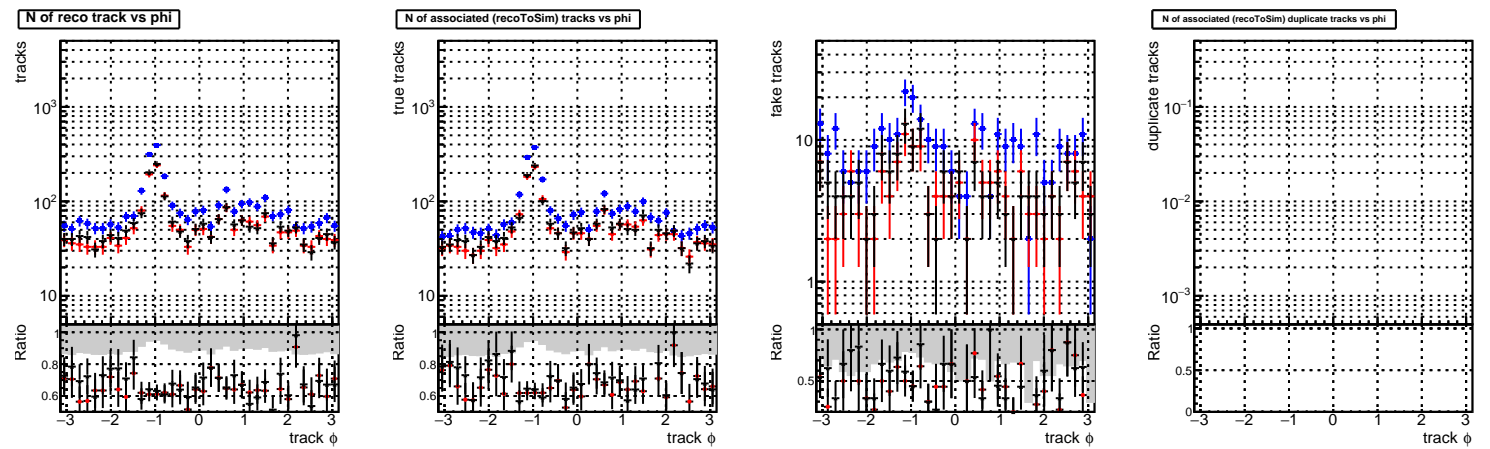 N of reco track vs phi
tracks
10³
10²
10
Ratio
1
0.8
0.6
−3 −2 −1 0 1 2 3
track ϕ
N of associated (recoToSim) tracks vs phi
true tracks
10³
10²
10
Ratio
1
0.8
0.6
−3 −2 −1 0 1 2 3
track ϕ
fake tracks
10
1
Ratio
1
0.5
−3 −2 −1 0 1 2 3
track ϕ
N of associated (recoToSim) duplicate tracks vs phi
duplicate tracks
10⁻¹
10⁻²
10⁻³
Ratio
1
0.5
0
−3 −2 −1 0 1 2 3
track ϕ